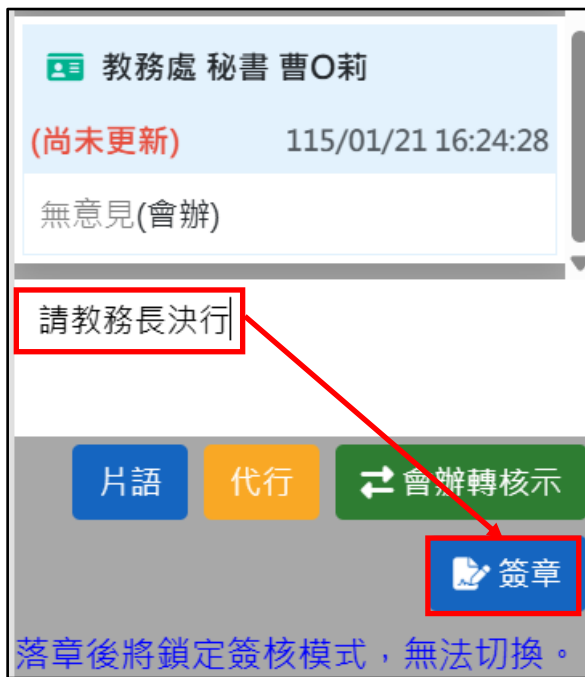 教務處 秘書 曹O莉
(尚未更新) 115/01/21 16:24:28
無意見(會辦)
請教務長決行
片語 代行 會辦轉核示
簽章
落章後將鎖定簽核模式，無法切換。